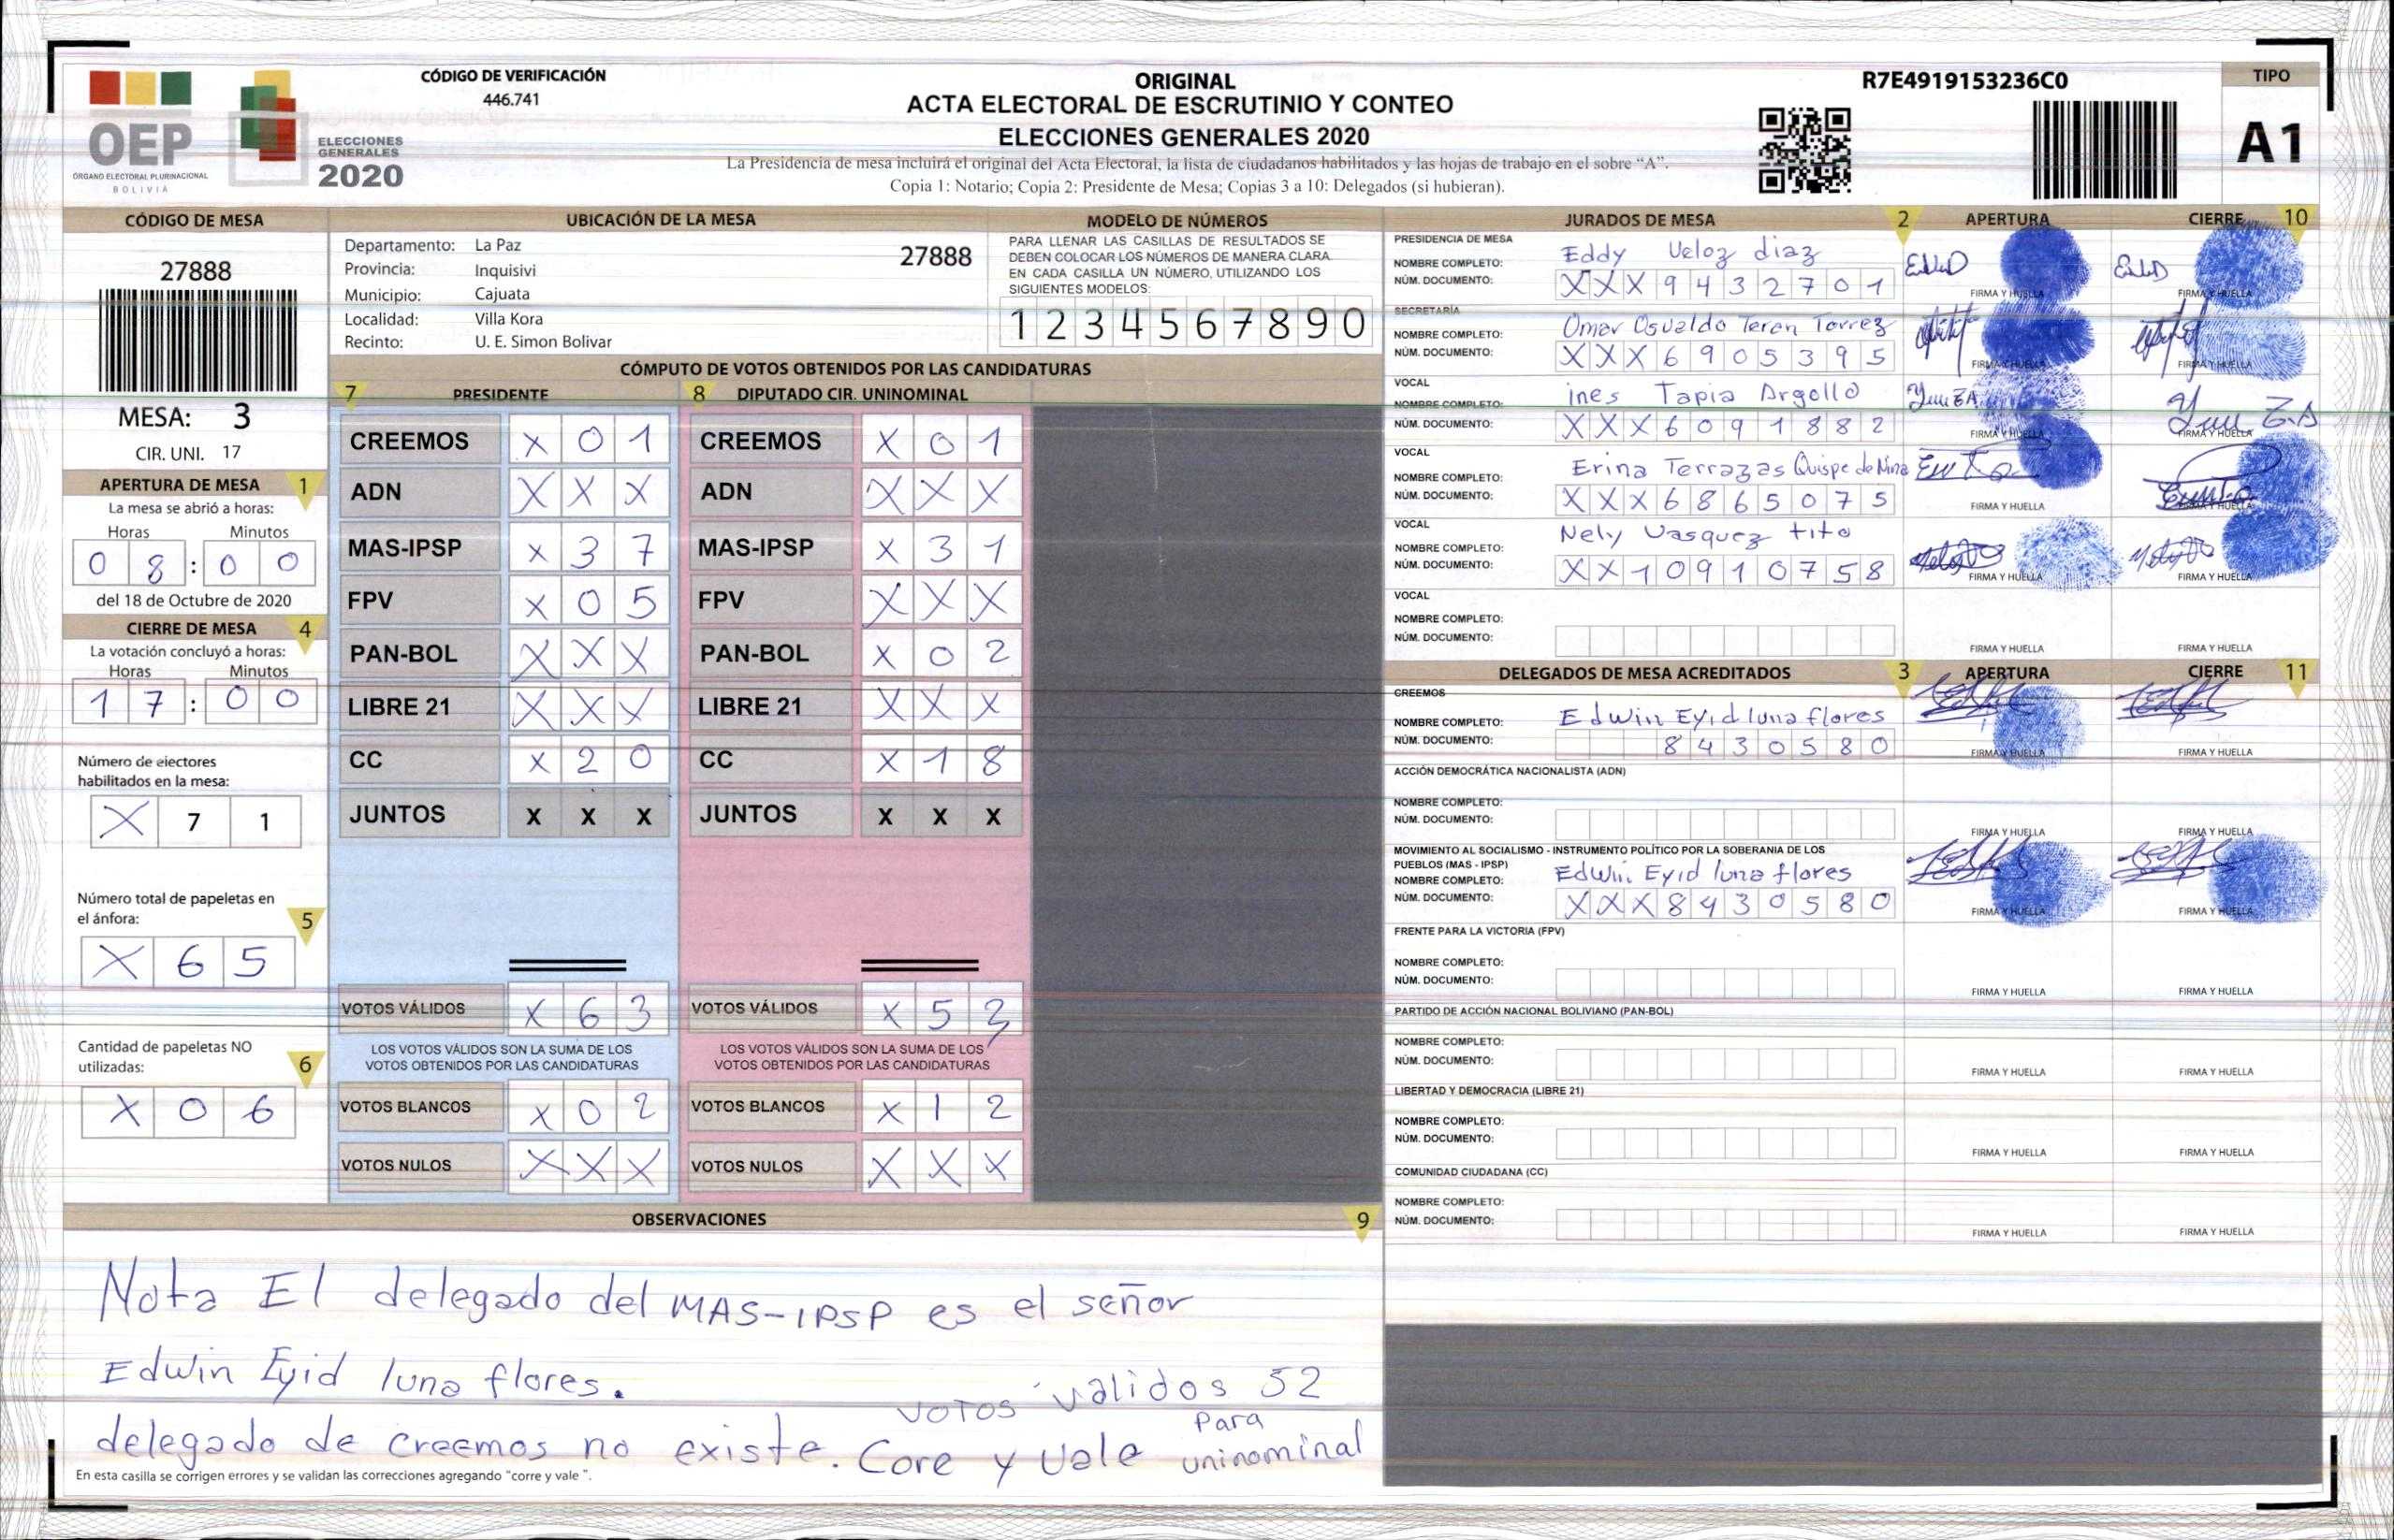 OEP
ÓRGANO ELECTORAL PLURINACIONAL
BOLIVIA
ELECCIONES
GENERALES
2020
CÓDIGO DE VERIFICACIÓN
446.741
ORIGINAL
ACTA ELECTORAL DE ESCRUTINIO Y CONTEO
ELECCIONES GENERALES 2020
La Presidencia de mesa incluirá el original del Acta Electoral, la lista de ciudadanos habilitados y las hojas de trabajo en el sobre “A”.
Copia 1: Notario; Copia 2: Presidente de Mesa; Copias 3 a 10: Delegados (si hubieran).
R7E4919153236C0
TIPO
A1
CÓDIGO DE MESA
27888
MESA: 3
CIR. UNI. 17
APERTURA DE MESA 1
La mesa se abrió a horas:
Horas Minutos
0 8 : 0 0
del 18 de Octubre de 2020
CIERRE DE MESA 4
La votación concluyó a horas:
Horas Minutos
1 7 : 0 0
Número de electores
habilitados en la mesa:
X 7 1
Número total de papeletas en
el ánfora: 5
X 6 5
Cantidad de papeletas NO
utilizadas: 6
X 0 6
UBICACIÓN DE LA MESA
Departamento: La Paz
27888
Provincia: Inquisivi
Municipio: Cajuata
Localidad: Villa Kora
Recinto: U. E. Simon Bolivar
MODELO DE NÚMEROS
PARA LLENAR LAS CASILLAS DE RESULTADOS SE
DEBEN COLOCAR LOS NÚMEROS DE MANERA CLARA.
EN CADA CASILLA UN NÚMERO, UTILIZANDO LOS
SIGUIENTES MODELOS:
1 2 3 4 5 6 7 8 9 0
CÓMPUTO DE VOTOS OBTENIDOS POR LAS CANDIDATURAS
7 PRESIDENTE 8 DIPUTADO CIR. UNINOMINAL
CREEMOS X 0 1 CREEMOS X 0 1
ADN X X X ADN X X X
MAS-IPSP X 3 7 MAS-IPSP X 3 1
FPV X 0 5 FPV X X X
PAN-BOL X X X PAN-BOL X 0 2
LIBRE 21 X X X LIBRE 21 X X X
CC X 2 0 CC X 1 8
JUNTOS X X X JUNTOS X X X
VOTOS VÁLIDOS X 6 3 VOTOS VÁLIDOS X 5 2
LOS VOTOS VÁLIDOS SON LA SUMA DE LOS LOS VOTOS VÁLIDOS SON LA SUMA DE LOS
VOTOS OBTENIDOS POR LAS CANDIDATURAS VOTOS OBTENIDOS POR LAS CANDIDATURAS
VOTOS BLANCOS X 0 2 VOTOS BLANCOS X 1 2
VOTOS NULOS X X X VOTOS NULOS X X X
OBSERVACIONES 9
Nota El delegado del MAS-IPSP es el señor
Edwin Eyid luna flores.
votos validos 52
delegado de creemos no existe. Core y vale para uninominal
En esta casilla se corrigen errores y se validan las correcciones agregando "corre y vale ".
JURADOS DE MESA 2 APERTURA CIERRE 10
PRESIDENCIA DE MESA
NOMBRE COMPLETO: Eddy Veloz diaz
NÚM. DOCUMENTO: X X X 9 4 3 2 7 0 1
FIRMA Y HUELLA FIRMA Y HUELLA
SECRETARÍA
NOMBRE COMPLETO: Omar Osvaldo Teran Torrez
NÚM. DOCUMENTO: X X X 6 9 0 5 3 9 5
FIRMA Y HUELLA FIRMA Y HUELLA
VOCAL
NOMBRE COMPLETO: ines Tapia Argollo
NÚM. DOCUMENTO: X X X 6 0 9 1 8 8 2
FIRMA Y HUELLA FIRMA Y HUELLA
VOCAL
NOMBRE COMPLETO: Erina Terrazas Quispe de Nina
NÚM. DOCUMENTO: X X X 6 8 6 5 0 7 5
FIRMA Y HUELLA FIRMA Y HUELLA
VOCAL
NOMBRE COMPLETO: Nely Vasquez tito
NÚM. DOCUMENTO: X X 1 0 9 1 0 7 5 8
FIRMA Y HUELLA FIRMA Y HUELLA
VOCAL
NOMBRE COMPLETO:
NÚM. DOCUMENTO:
FIRMA Y HUELLA FIRMA Y HUELLA
DELEGADOS DE MESA ACREDITADOS 3 APERTURA CIERRE 11
CREEMOS
NOMBRE COMPLETO: Edwin Eyid luna flores
NÚM. DOCUMENTO: 8 4 3 0 5 8 0
FIRMA Y HUELLA FIRMA Y HUELLA
ACCIÓN DEMOCRÁTICA NACIONALISTA (ADN)
NOMBRE COMPLETO:
NÚM. DOCUMENTO:
FIRMA Y HUELLA FIRMA Y HUELLA
MOVIMIENTO AL SOCIALISMO - INSTRUMENTO POLÍTICO POR LA SOBERANIA DE LOS
PUEBLOS (MAS - IPSP)
NOMBRE COMPLETO: Edwin Eyid luna flores
NÚM. DOCUMENTO: X X X 8 4 3 0 5 8 0
FIRMA Y HUELLA FIRMA Y HUELLA
FRENTE PARA LA VICTORIA (FPV)
NOMBRE COMPLETO:
NÚM. DOCUMENTO:
FIRMA Y HUELLA FIRMA Y HUELLA
PARTIDO DE ACCIÓN NACIONAL BOLIVIANO (PAN-BOL)
NOMBRE COMPLETO:
NÚM. DOCUMENTO:
FIRMA Y HUELLA FIRMA Y HUELLA
LIBERTAD Y DEMOCRACIA (LIBRE 21)
NOMBRE COMPLETO:
NÚM. DOCUMENTO:
FIRMA Y HUELLA FIRMA Y HUELLA
COMUNIDAD CIUDADANA (CC)
NOMBRE COMPLETO:
NÚM. DOCUMENTO:
FIRMA Y HUELLA FIRMA Y HUELLA